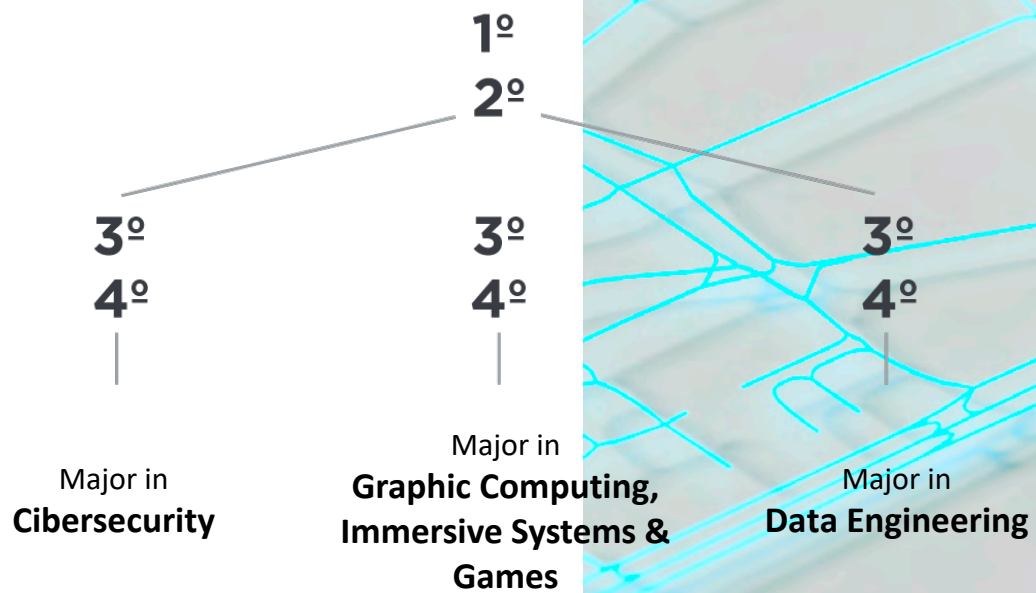 1º
2º
3º
4º
3º
4º
3º
4º
Major in
Cibersecurity
Major in
Graphic Computing,
Immersive Systems &
Games
Major in
Data Engineering